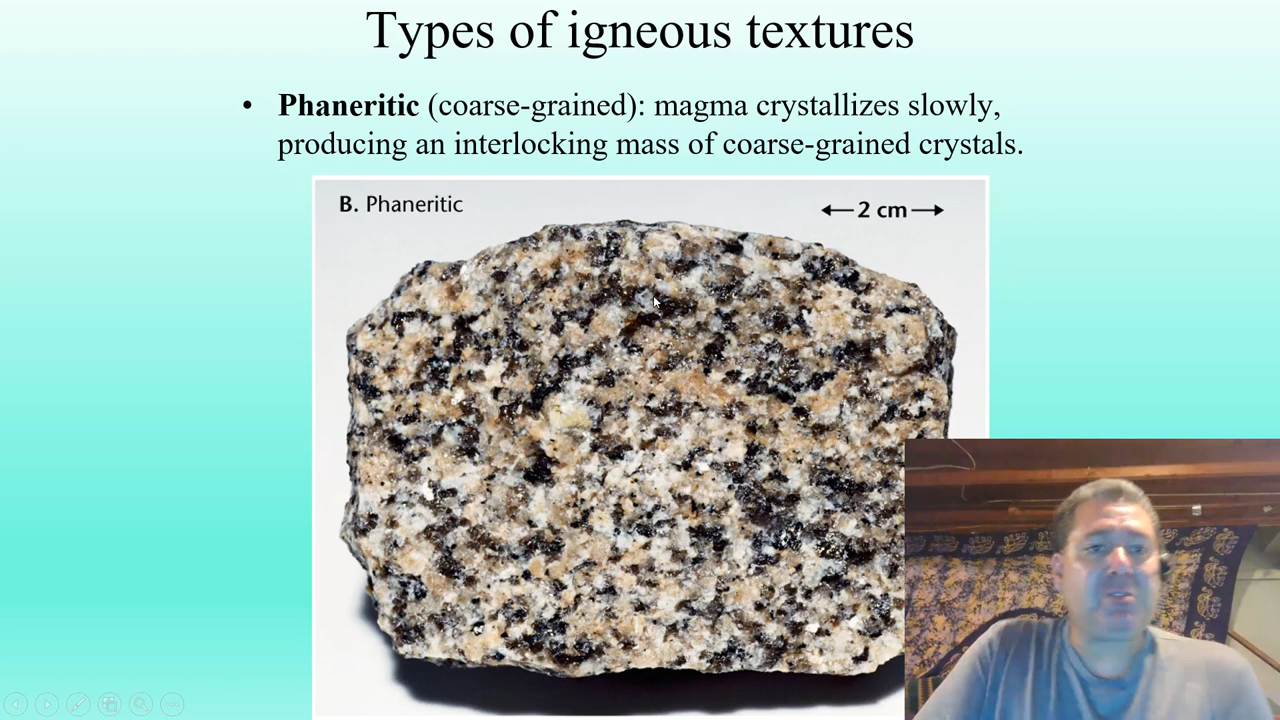 Types of igneous textures
• Phaneritic (coarse-grained): magma crystallizes slowly,
producing an interlocking mass of coarse-grained crystals.
B. Phaneritic
2 cm